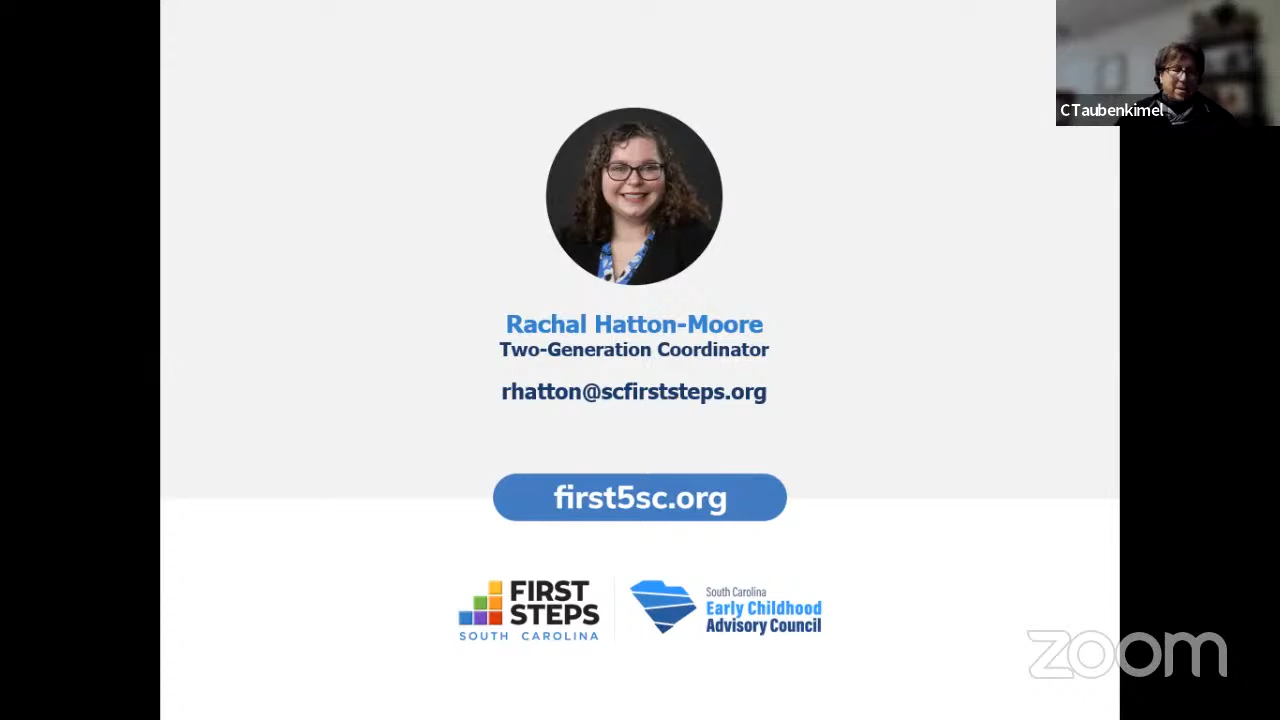 CTaubenkimel
Rachal Hatton-Moore
Two-Generation Coordinator
rhatton@scfirststeps.org
first5sc.org
FIRST
STEPS
SOUTH CAROLINA
South Carolina
Early Childhood
Advisory Council
zoom